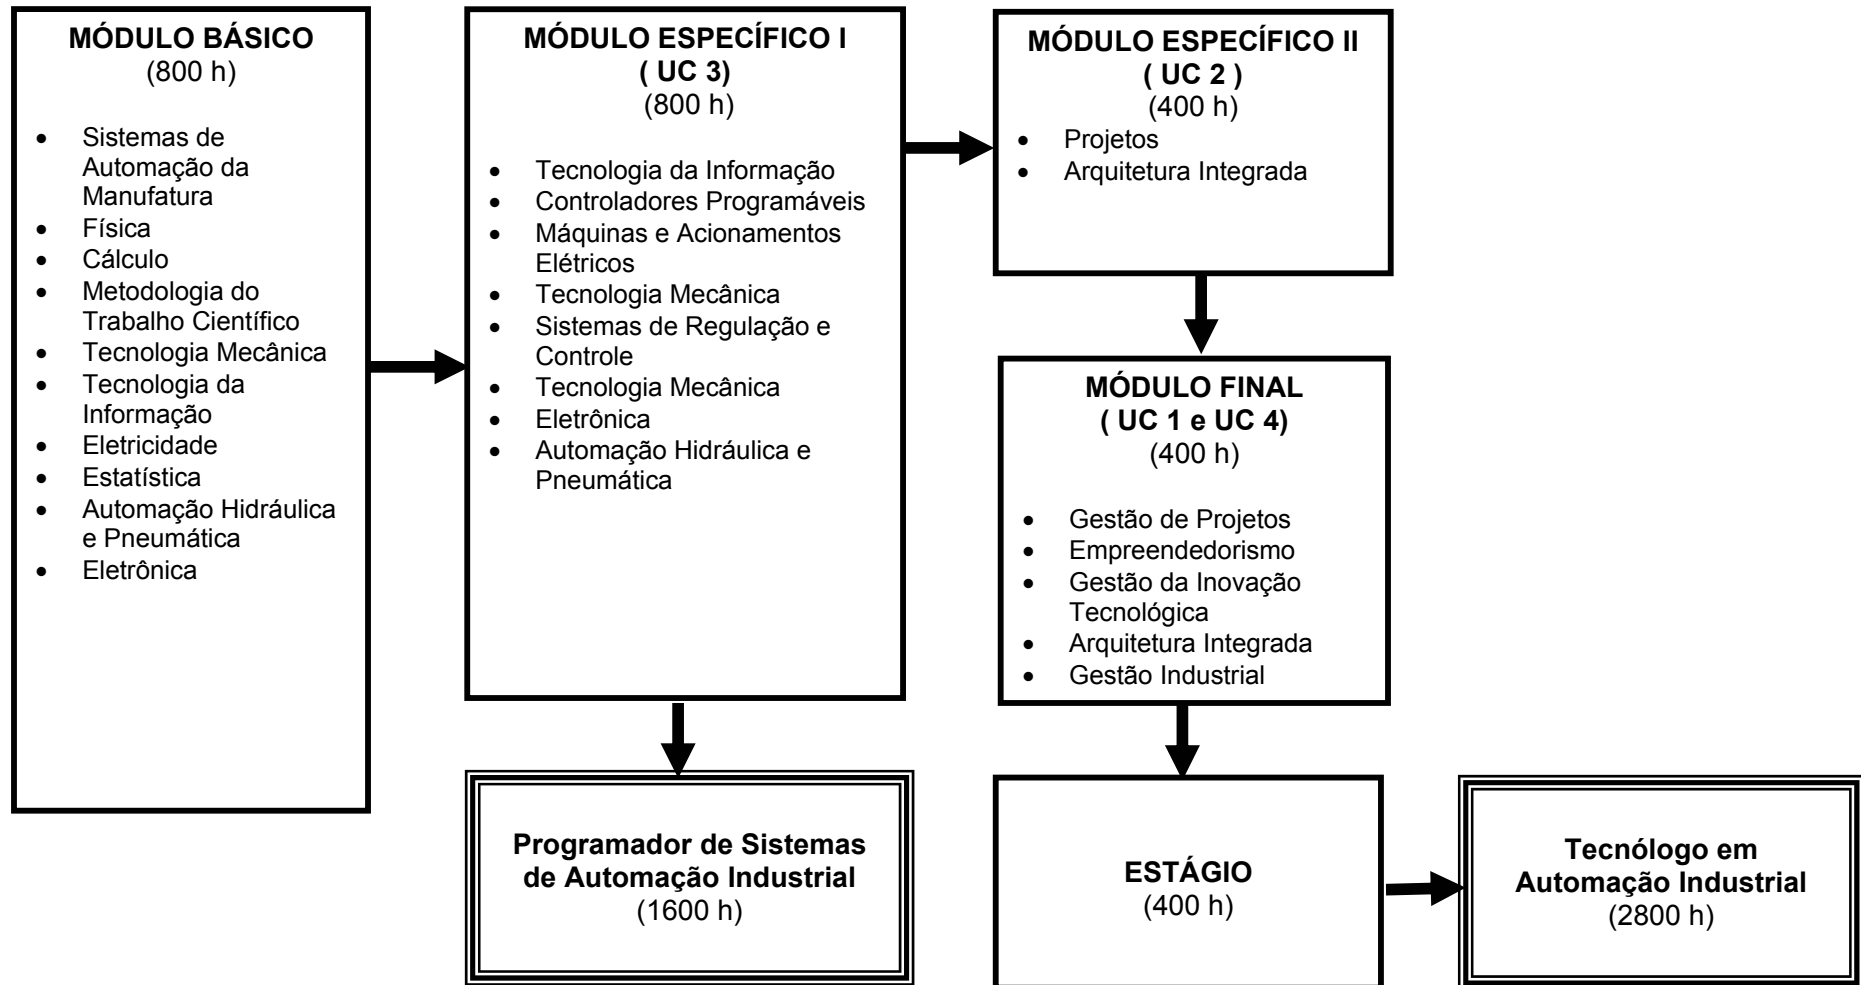 MÓDULO BÁSICO
(800 h)
• Sistemas de
Automação da
Manufatura
• Física
• Cálculo
• Metodologia do
Trabalho Científico
• Tecnologia Mecânica
• Tecnologia da
Informação
• Eletricidade
• Estatística
• Automação Hidráulica
e Pneumática
• Eletrônica
MÓDULO ESPECÍFICO I
( UC 3)
(800 h)
• Tecnologia da Informação
• Controladores Programáveis
• Máquinas e Acionamentos
Elétricos
• Tecnologia Mecânica
• Sistemas de Regulação e
Controle
• Tecnologia Mecânica
• Eletrônica
• Automação Hidráulica e
Pneumática
MÓDULO ESPECÍFICO II
( UC 2 )
(400 h)
• Projetos
• Arquitetura Integrada
MÓDULO FINAL
( UC 1 e UC 4)
(400 h)
• Gestão de Projetos
• Empreendedorismo
• Gestão da Inovação
Tecnológica
• Arquitetura Integrada
• Gestão Industrial
Programador de Sistemas
de Automação Industrial
(1600 h)
ESTÁGIO
(400 h)
Tecnólogo em
Automação Industrial
(2800 h)